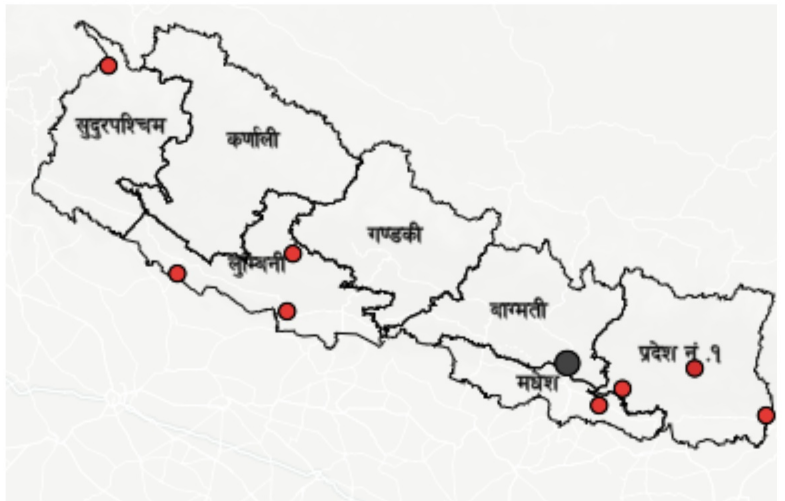 सुदुरपश्चिम
कर्णाली
गण्डकी
लुम्बिनी
बाग्मती
प्रदेश नं .१
मधेश